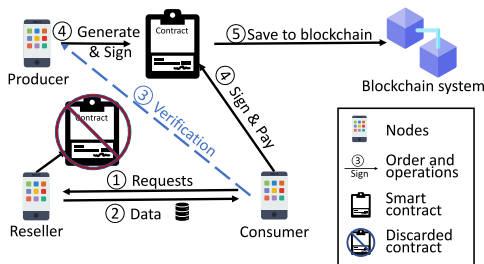 ④ Generate
& Sign
Contract
⑤ Save to blockchain
Producer
Blockchain system
③ Verification
④ Sign & Pay
Contract
① Requests
② Data
Reseller
Consumer
Nodes
③
Sign
Order and
operations
Smart
contract
Discarded
contract